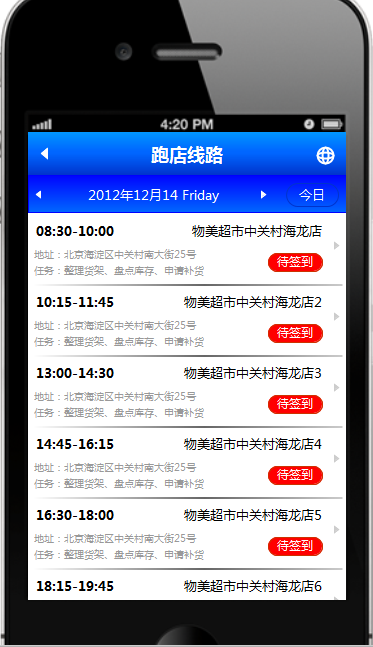 4:20 PM
跑店线路
2012年12月14 Friday
今日
08:30-10:00 物美超市中关村海龙店
地址：北京海淀区中关村南大街25号
待签到
任务：整理货架、盘点库存、申请补货
10:15-11:45 物美超市中关村海龙店2
地址：北京海淀区中关村南大街25号
待签到
任务：整理货架、盘点库存、申请补货
13:00-14:30 物美超市中关村海龙店3
地址：北京海淀区中关村南大街25号
待签到
任务：整理货架、盘点库存、申请补货
14:45-16:15 物美超市中关村海龙店4
地址：北京海淀区中关村南大街25号
待签到
任务：整理货架、盘点库存、申请补货
16:30-18:00 物美超市中关村海龙店5
地址：北京海淀区中关村南大街25号
待签到
任务：整理货架、盘点库存、申请补货
18:15-19:45 物美超市中关村海龙店6